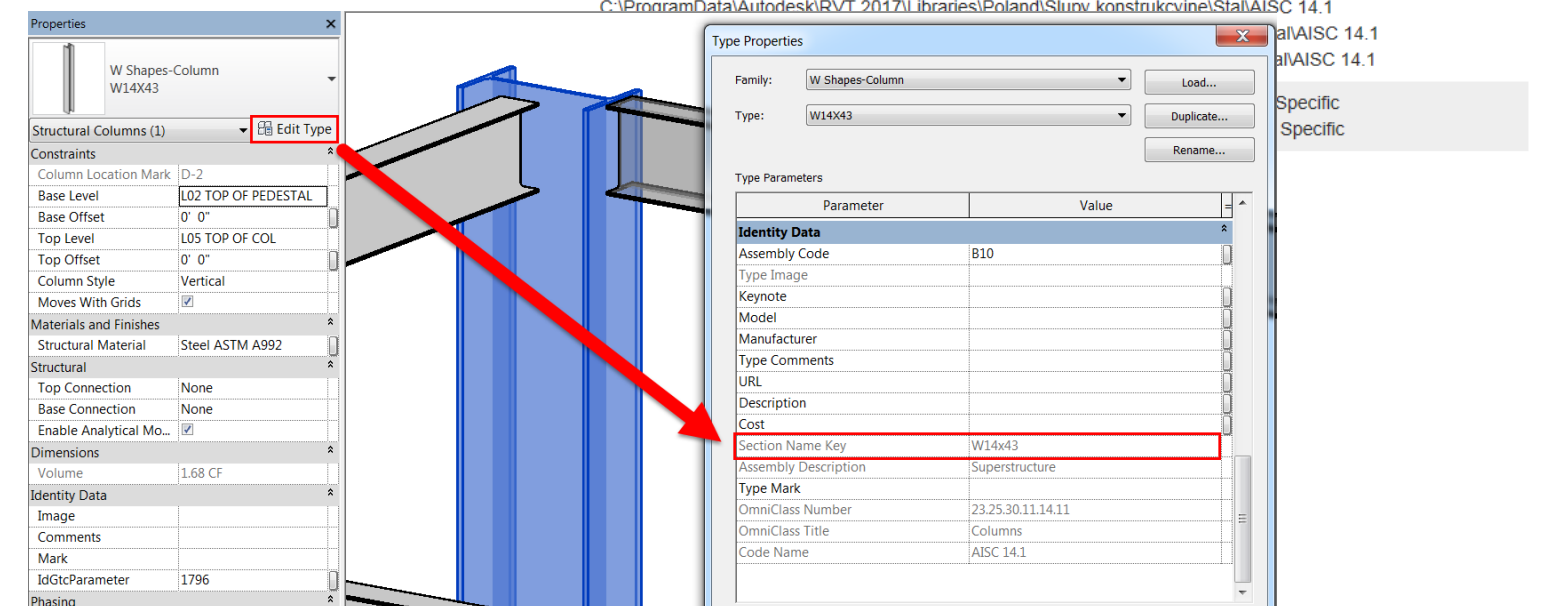 C:\ProgramData\Autodesk\RVT 2017\Libraries\Poland\Słupy konstrukcyjne\Stal\AISC 14.1
al\AISC 14.1
al\AISC 14.1
Specific
Specific
Properties
W Shapes-Column
W14X43
Structural Columns (1)
Edit Type
Constraints
Column Location Mark D-2
Base Level L02 TOP OF PEDESTAL
Base Offset 0' 0"
Top Level L05 TOP OF COL
Top Offset 0' 0"
Column Style Vertical
Moves With Grids
Materials and Finishes
Structural Material Steel ASTM A992
Structural
Top Connection None
Base Connection None
Enable Analytical Mo...
Dimensions
Volume 1.68 CF
Identity Data
Image
Comments
Mark
IdGtcParameter 1796
Phasing
Type Properties
Family: W Shapes-Column Load...
Type: W14X43 Duplicate...
Rename...
Type Parameters
Parameter Value =
Identity Data
Assembly Code B10
Type Image
Keynote
Model
Manufacturer
Type Comments
URL
Description
Cost
Section Name Key W14x43
Assembly Description Superstructure
Type Mark
OmniClass Number 23.25.30.11.14.11
OmniClass Title Columns
Code Name AISC 14.1